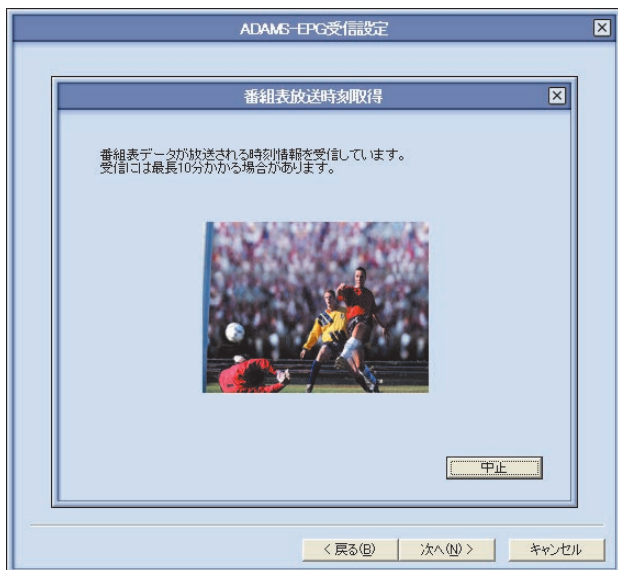 ADAMS-EPG受信設定
番組表放送時刻取得
番組表データが放送される時刻情報を受信しています。
受信には最長10分かかる場合があります。
中止
< 戻る(B)
次へ(N) >
キャンセル